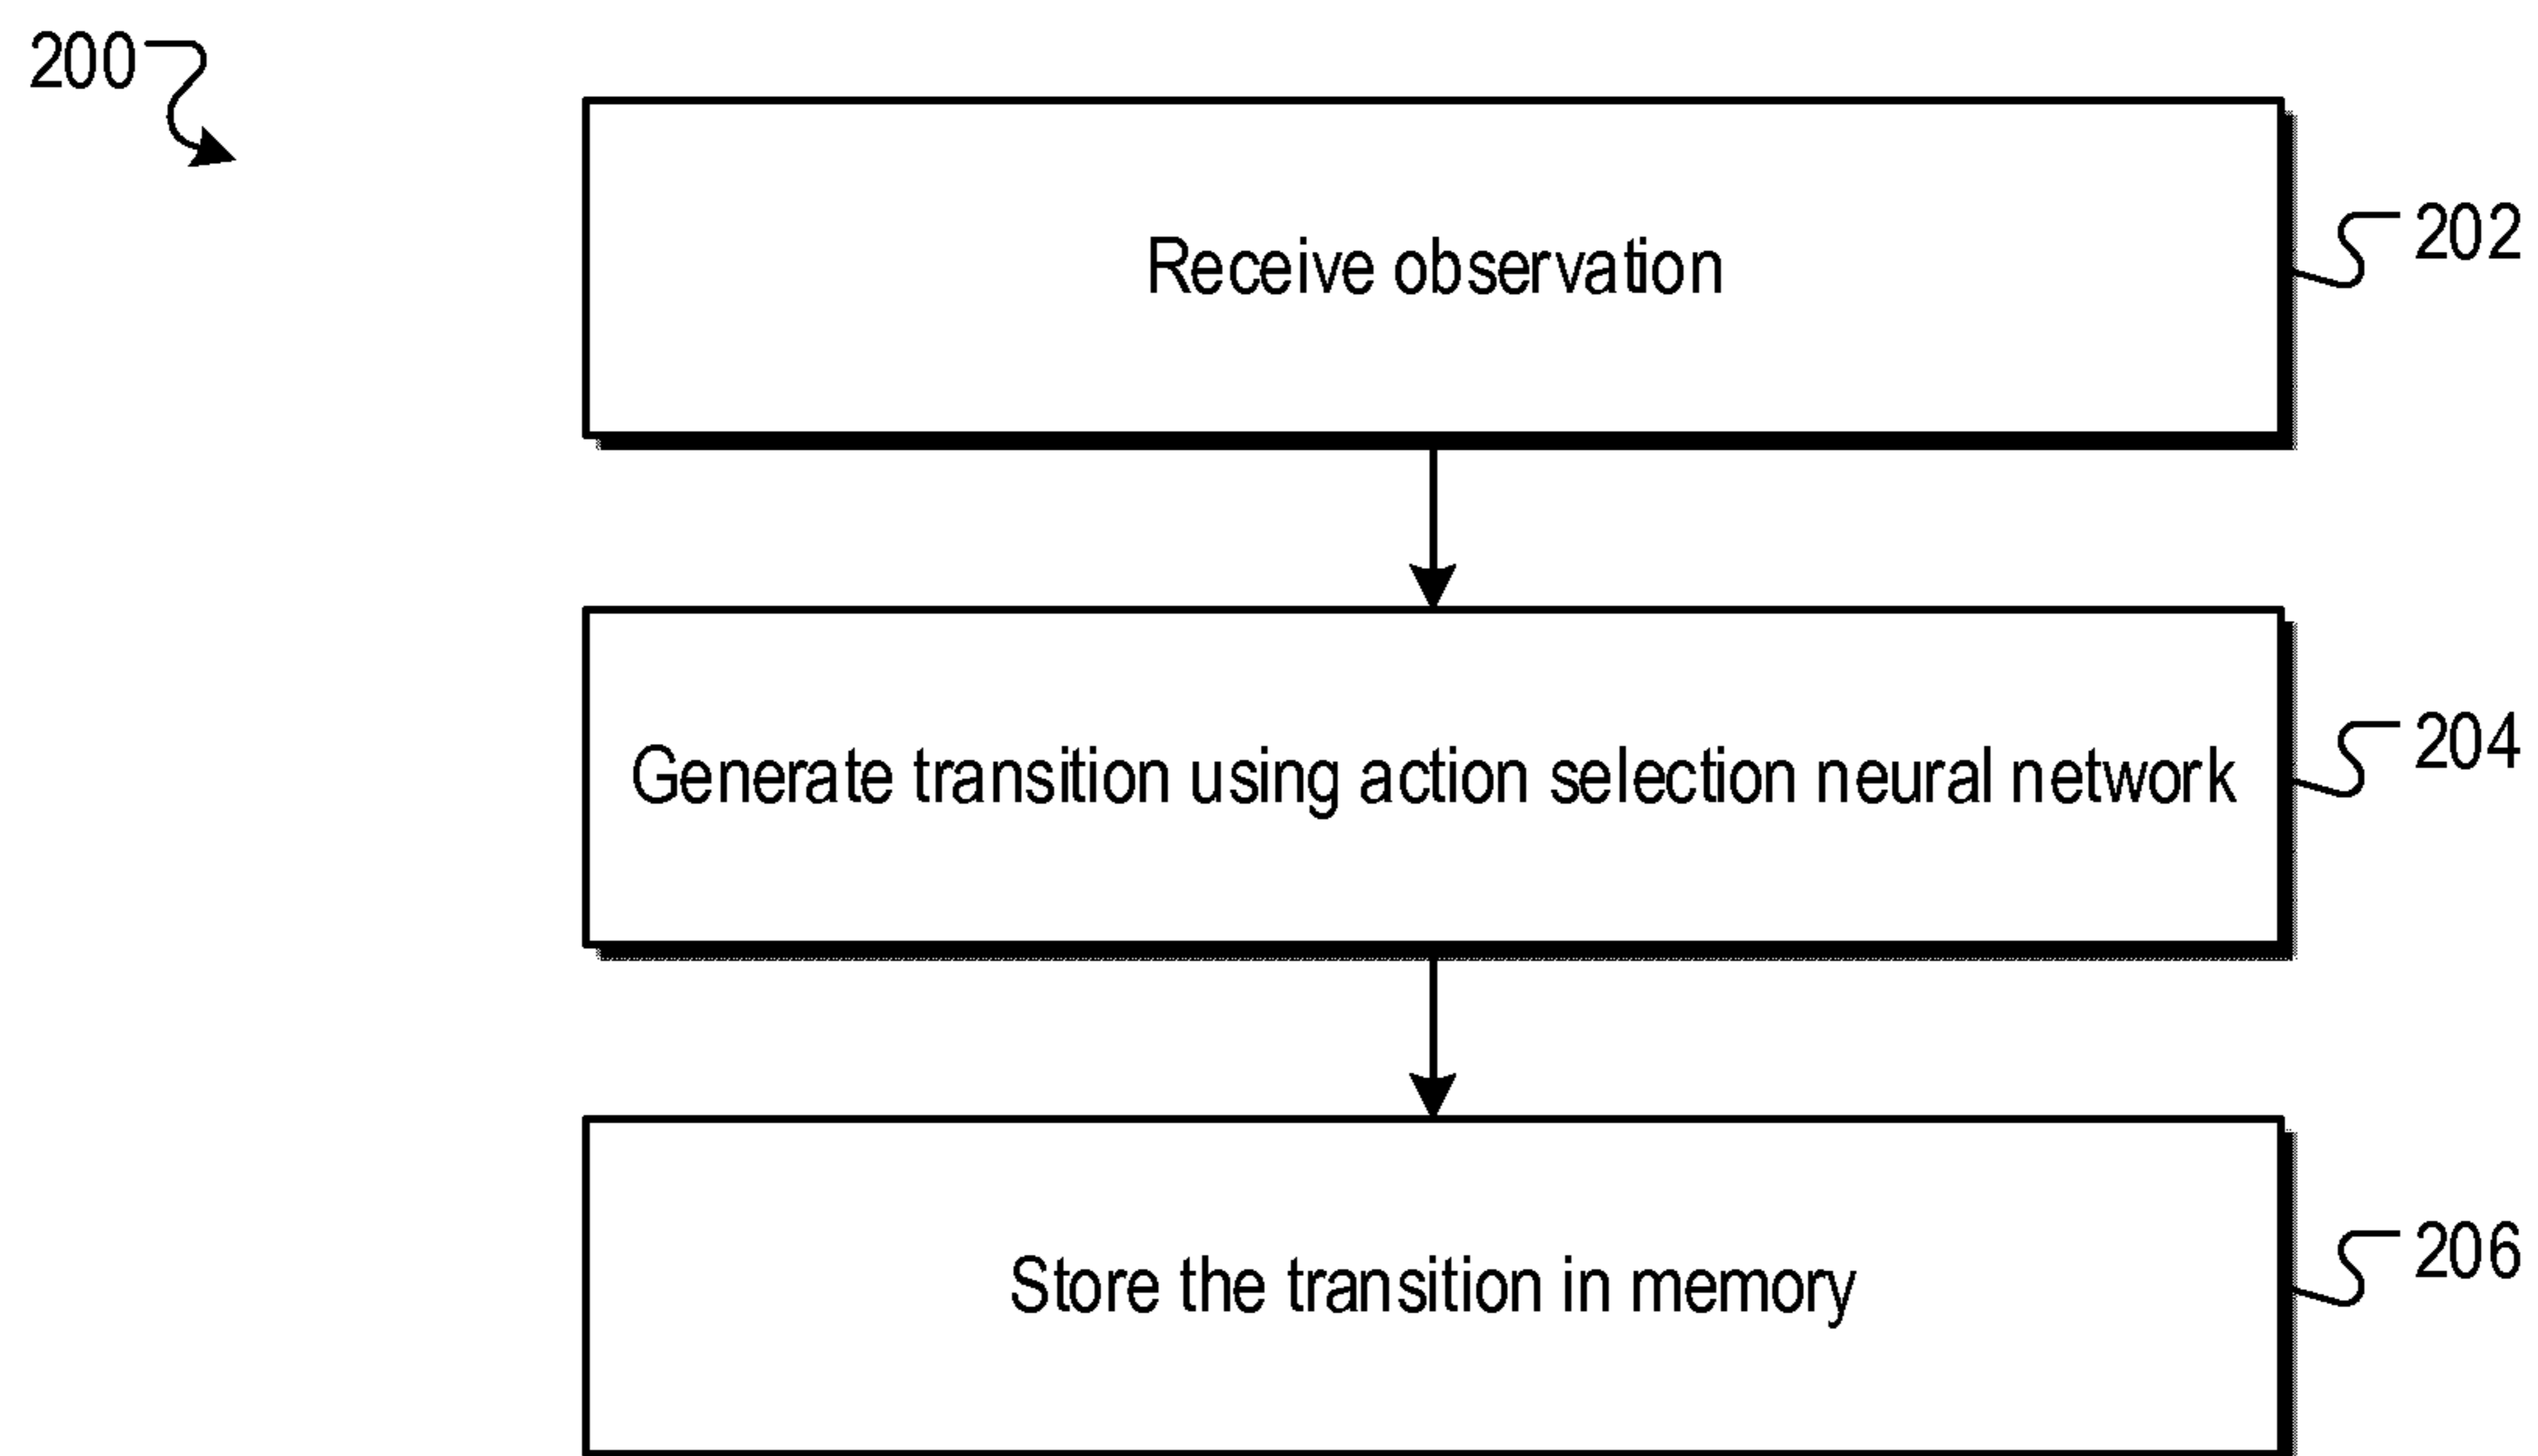 200
Receive observation
202
Generate transition using action selection neural network
204
Store the transition in memory
206